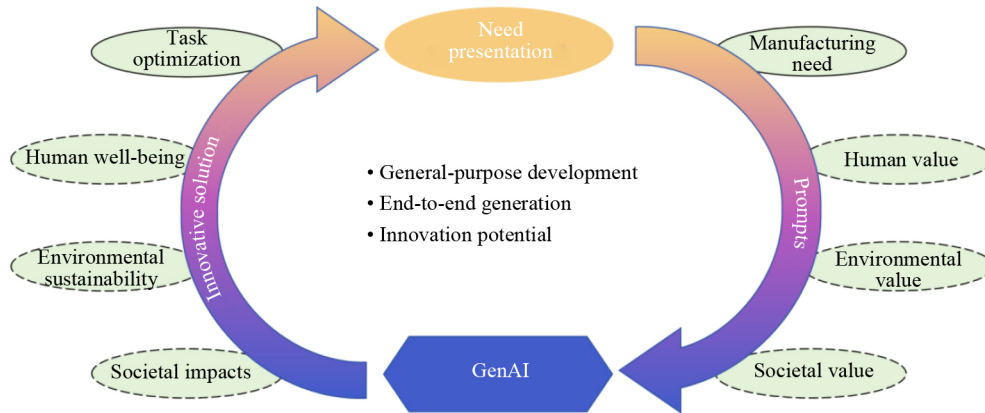 Task
optimization
Need
presentation
Manufacturing
need
Human well-being
Innovative solution
• General-purpose development
• End-to-end generation
• Innovation potential
Prompts
Human value
Environmental
sustainability
Environmental
value
Societal impacts
GenAI
Societal value